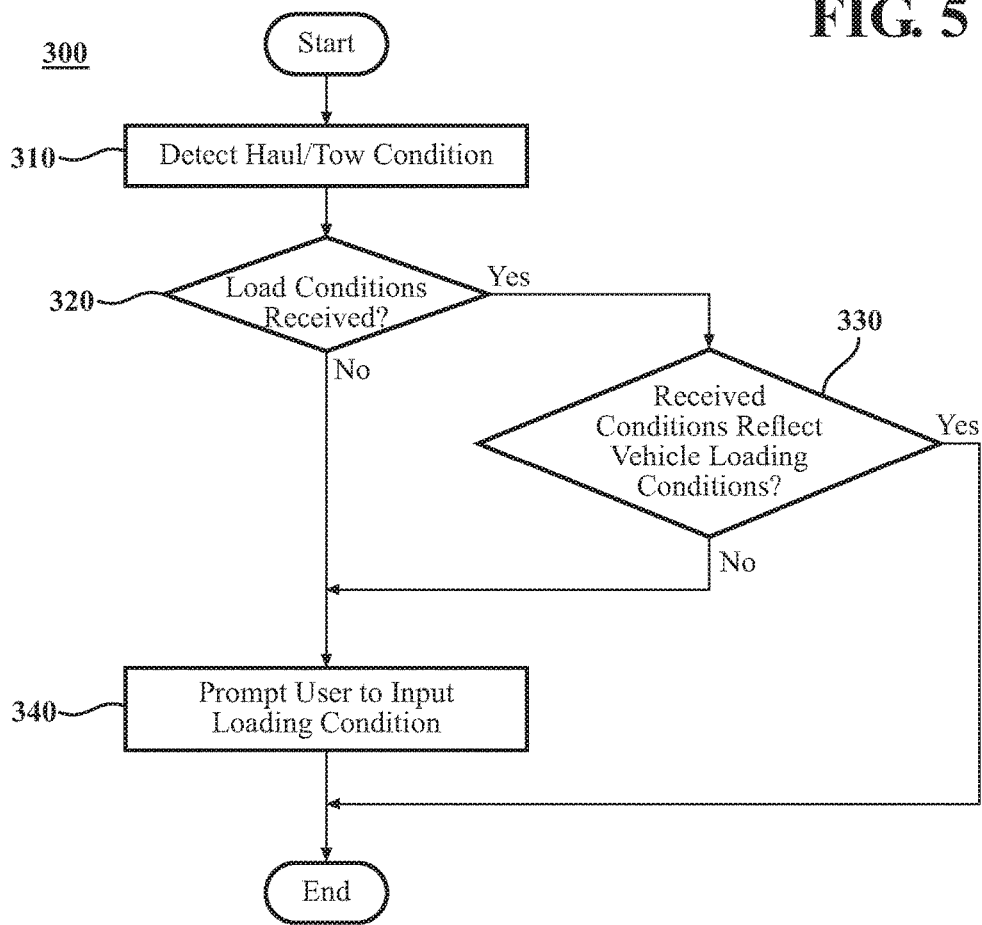 FIG. 5
300
Start
310
Detect Haul/Tow Condition
320
Load Conditions
Received?
Yes
No
330
Received
Conditions Reflect
Vehicle Loading
Conditions?
Yes
No
340
Prompt User to Input
Loading Condition
End